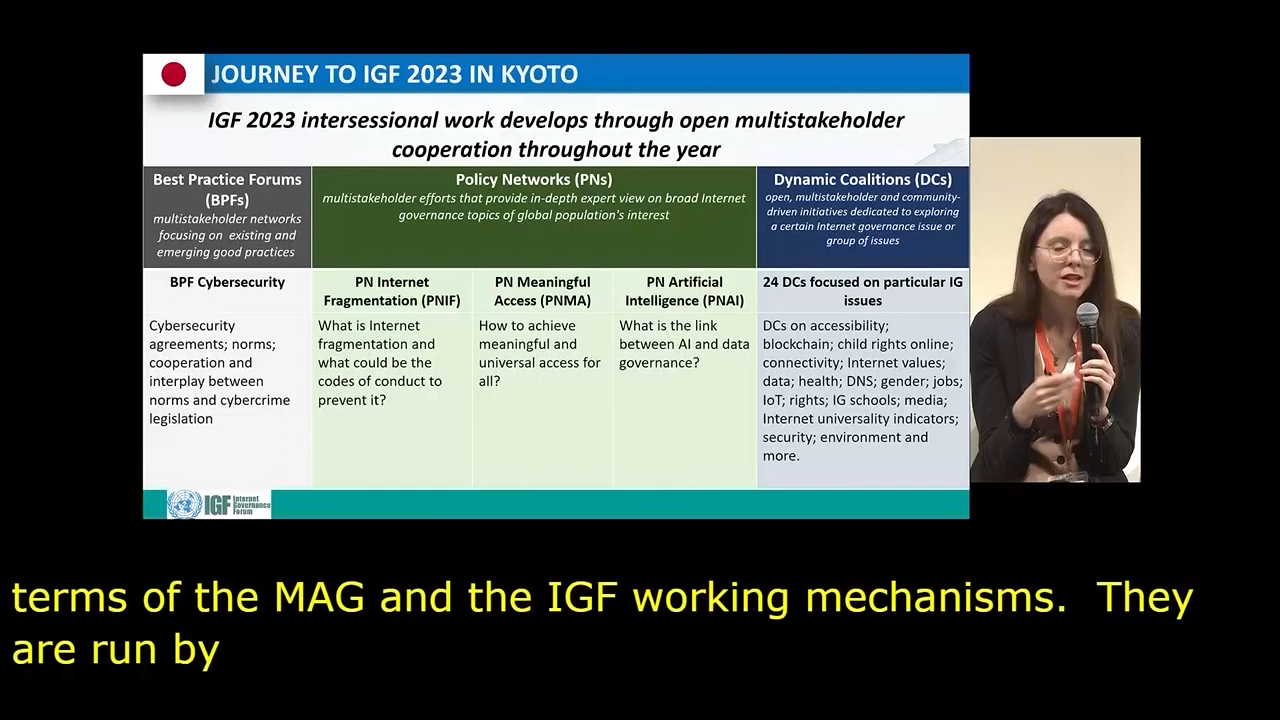 JOURNEY TO IGF 2023 IN KYOTO
IGF 2023 intersessional work develops through open multistakeholder
cooperation throughout the year
Best Practice Forums
(BPFs)
multistakeholder networks
focusing on existing and
emerging good practices
Policy Networks (PNs)
multistakeholder efforts that provide in-depth expert view on broad Internet
governance topics of global population's interest
Dynamic Coalitions (DCs)
open, multistakeholder and community-
driven initiatives dedicated to exploring
a certain Internet governance issue or
group of issues
BPF Cybersecurity
PN Internet
Fragmentation (PNIF)
PN Meaningful
Access (PNMA)
PN Artificial
Intelligence (PNAI)
24 DCs focused on particular IG
issues
Cybersecurity
agreements; norms;
cooperation and
interplay between
norms and cybercrime
legislation
What is Internet
fragmentation and
what could be the
codes of conduct to
prevent it?
How to achieve
meaningful and
universal access for
all?
What is the link
between AI and data
governance?
DCs on accessibility;
blockchain; child rights online;
connectivity; Internet values;
data; health; DNS; gender; jobs;
IoT; rights; IG schools; media;
Internet universality indicators;
security; environment and
more.
IGF
Internet
Governance
Forum
terms of the MAG and the IGF working mechanisms.  They
are run by